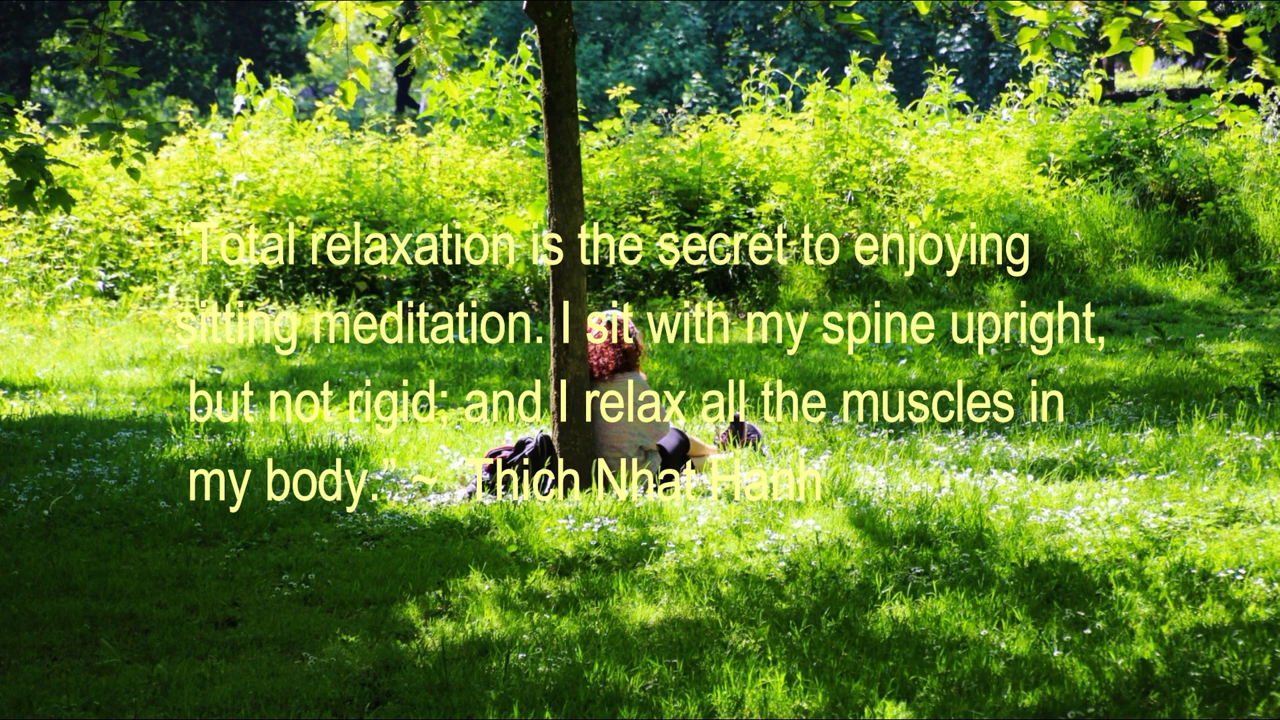 "Total relaxation is the secret to enjoying
sitting meditation. I sit with my spine upright,
but not rigid; and I relax all the muscles in
my body.” ~ Thich Nhat Hanh